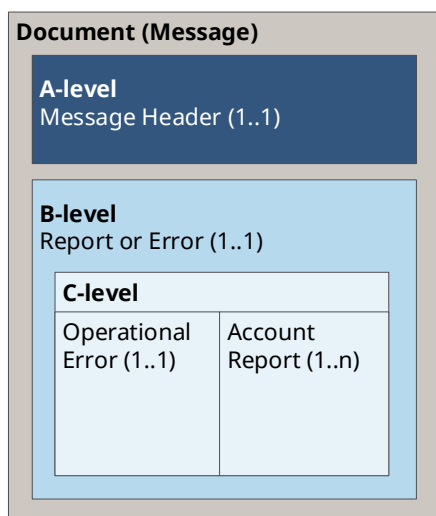 Document (Message)
A-level
Message Header (1..1)
B-level
Report or Error (1..1)
C-level
Operational
Error (1..1)
Account
Report (1..n)